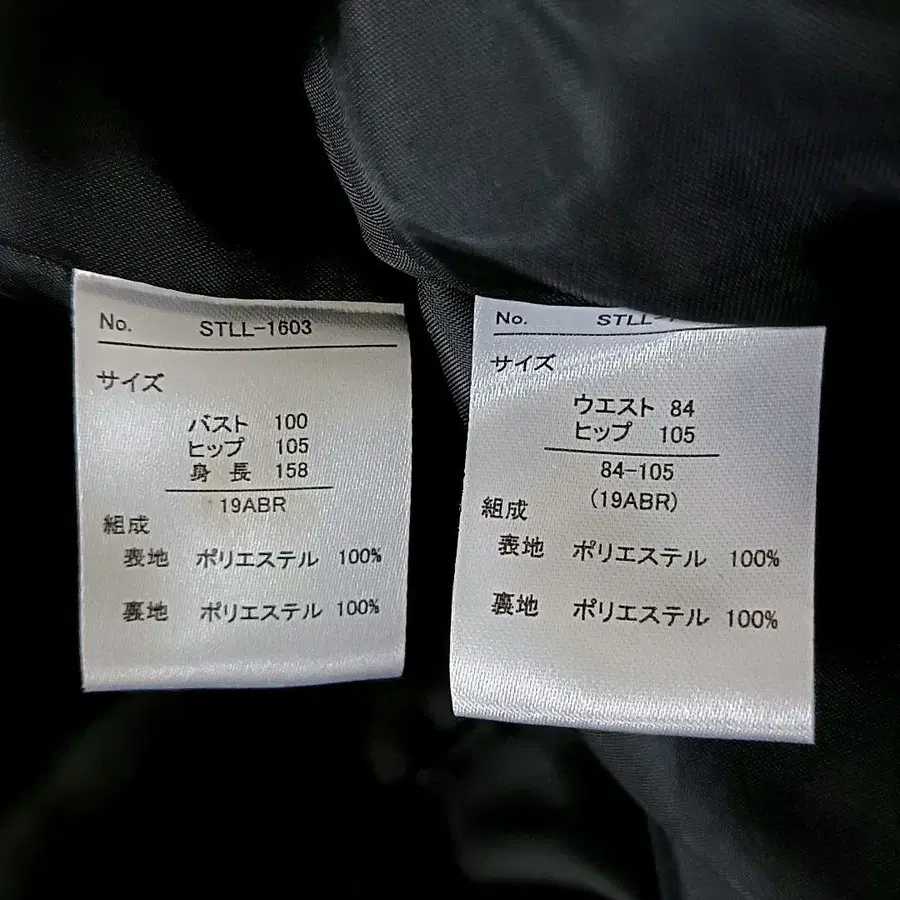 No. STLL-1603
サイズ
バスト 100
ヒップ 105
身長 158
19ABR
組成
表地 ポリエステル 100%
裏地 ポリエステル 100%
No.
サイズ
ウエスト 84
ヒップ 105
84-105
(19ABR)
組成
表地 ポリエステル 100%
裏地 ポリエステル 100%